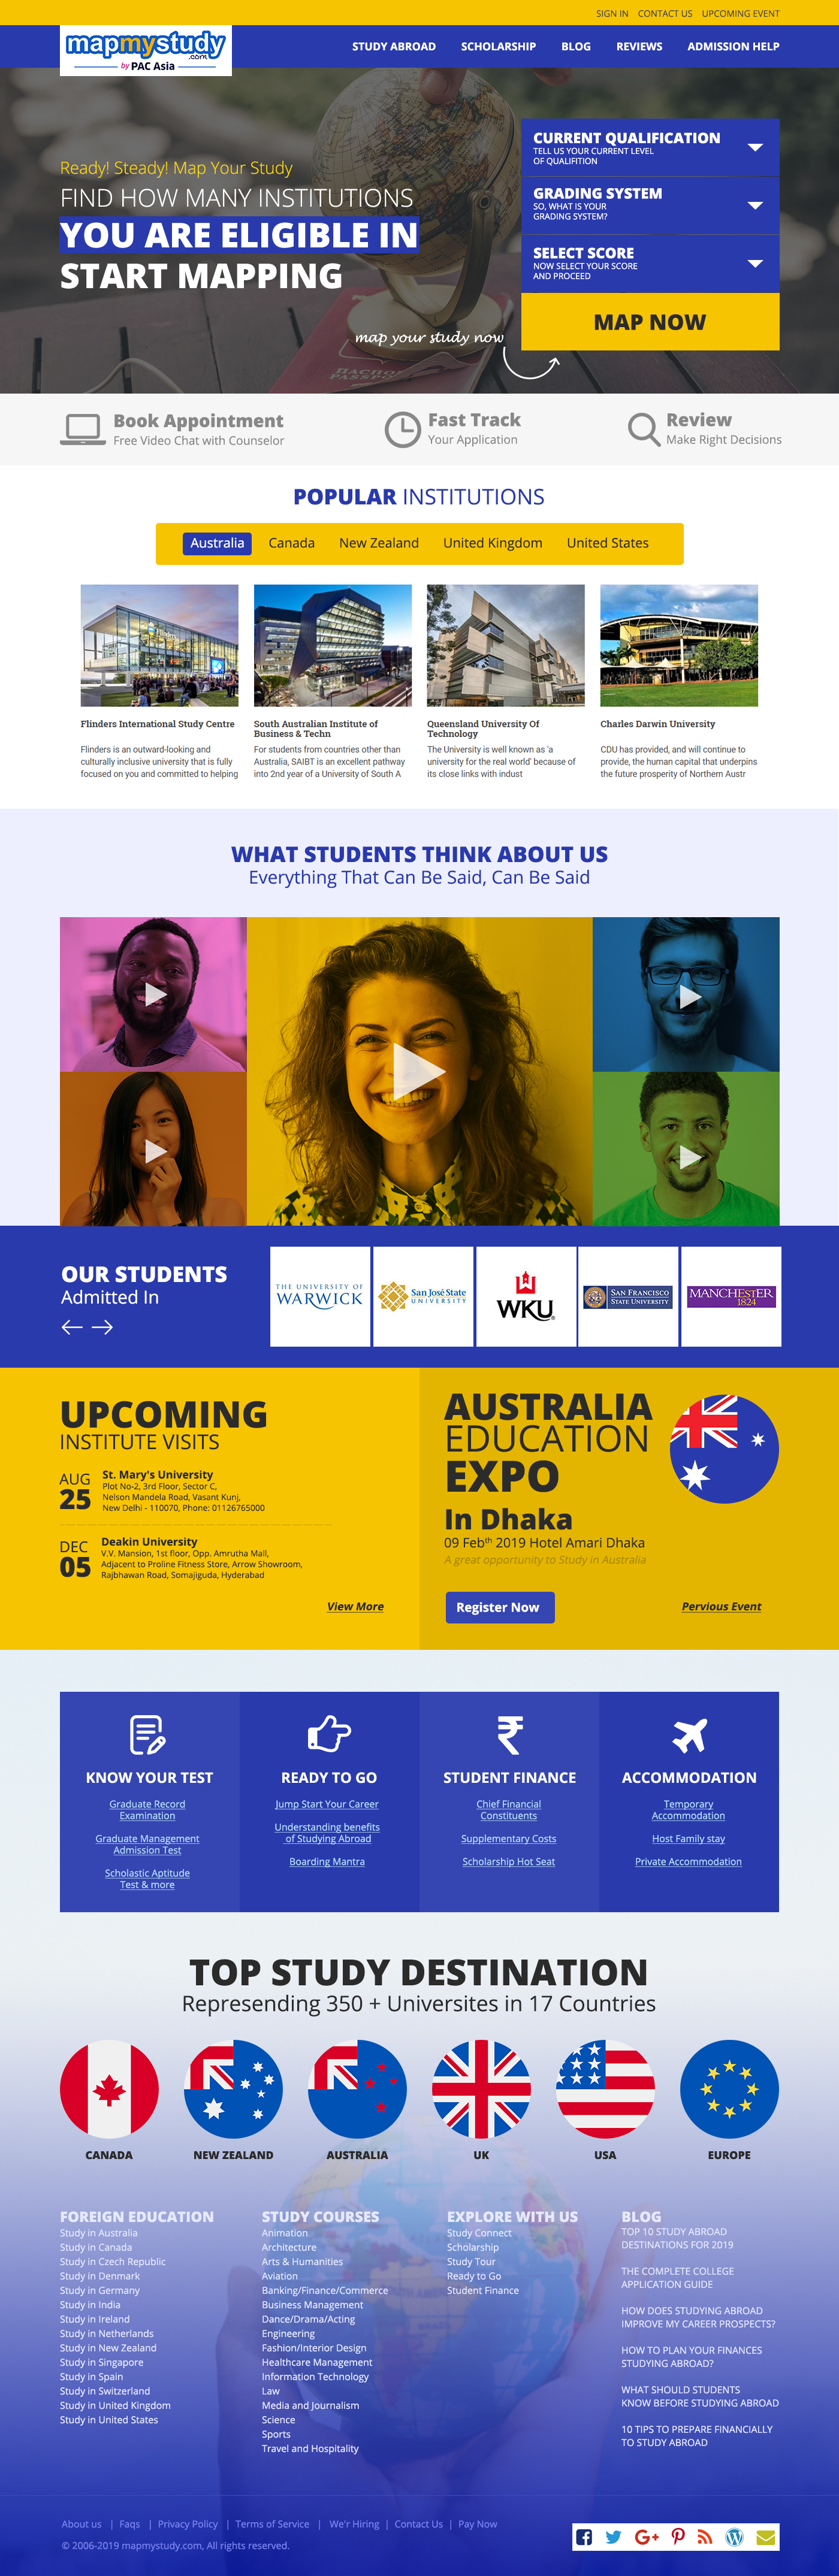 SIGN IN CONTACT US UPCOMING EVENT
mapmystudy
.com
by PAC Asia
STUDY ABROAD SCHOLARSHIP BLOG REVIEWS ADMISSION HELP
Ready! Steady! Map Your Study
FIND HOW MANY INSTITUTIONS
YOU ARE ELIGIBLE IN
START MAPPING
map your study now
CURRENT QUALIFICATION
TELL US YOUR CURRENT LEVEL
OF QUALIFITION
GRADING SYSTEM
SO, WHAT IS YOUR
GRADING SYSTEM?
SELECT SCORE
NOW SELECT YOUR SCORE
AND PROCEED
MAP NOW
ПАСПОРТ
PASSPORT
Book Appointment
Free Video Chat with Counselor
Fast Track
Your Application
Review
Make Right Decisions
POPULAR INSTITUTIONS
Australia Canada New Zealand United Kingdom United States
Flinders
Flinders International Study Centre
Flinders is an outward-looking and
culturally inclusive university that is fully
focused on you and committed to helping
South Australian Institute of
Business & Techn
For students from countries other than
Australia, SAIBT is an excellent pathway
into 2nd year of a University of South A
Queensland University Of
Technology
The University is well known as 'a
university for the real world' because of
its close links with indust
Charles Darwin University
CDU has provided, and will continue to
provide, the human capital that underpins
the future prosperity of Northern Austr
WHAT STUDENTS THINK ABOUT US
Everything That Can Be Said, Can Be Said
OUR STUDENTS
Admitted In
THE UNIVERSITY OF
WARWICK
San José State
UNIVERSITY
WKU
SAN FRANCISCO
STATE UNIVERSITY
MANCHESTER
1824
UPCOMING
INSTITUTE VISITS
AUG
25
St. Mary's University
Plot No-2, 3rd Floor, Sector C,
Nelson Mandela Road, Vasant Kunj,
New Delhi - 110070, Phone: 01126765000
DEC
05
Deakin University
V.V. Mansion, 1st floor, Opp. Amrutha Mall,
Adjacent to Proline Fitness Store, Arrow Showroom,
Rajbhawan Road, Somajiguda, Hyderabad
View More
AUSTRALIA
EDUCATION
EXPO
In Dhaka
09 Febth 2019 Hotel Amari Dhaka
A great opportunity to Study in Australia
Register Now
Pervious Event
KNOW YOUR TEST
Graduate Record
Examination
Graduate Management
Admission Test
Scholastic Aptitude
Test & more
READY TO GO
Jump Start Your Career
Understanding benefits
of Studying Abroad
Boarding Mantra
STUDENT FINANCE
Chief Financial
Constituents
Supplementary Costs
Scholarship Hot Seat
ACCOMMODATION
Temporary
Accommodation
Host Family stay
Private Accommodation
TOP STUDY DESTINATION
Represending 350 + Universites in 17 Countries
CANADA NEW ZEALAND AUSTRALIA UK USA EUROPE
FOREIGN EDUCATION
Study in Australia
Study in Canada
Study in Czech Republic
Study in Denmark
Study in Germany
Study in India
Study in Ireland
Study in Netherlands
Study in New Zealand
Study in Singapore
Study in Spain
Study in Switzerland
Study in United Kingdom
Study in United States
STUDY COURSES
Animation
Architecture
Arts & Humanities
Aviation
Banking/Finance/Commerce
Business Management
Dance/Drama/Acting
Engineering
Fashion/Interior Design
Healthcare Management
Information Technology
Law
Media and Journalism
Science
Sports
Travel and Hospitality
EXPLORE WITH US
Study Connect
Scholarship
Study Tour
Ready to Go
Student Finance
BLOG
TOP 10 STUDY ABROAD
DESTINATIONS FOR 2019
THE COMPLETE COLLEGE
APPLICATION GUIDE
HOW DOES STUDYING ABROAD
IMPROVE MY CAREER PROSPECTS?
HOW TO PLAN YOUR FINANCES
STUDYING ABROAD?
WHAT SHOULD STUDENTS
KNOW BEFORE STUDYING ABROAD
10 TIPS TO PREPARE FINANCIALLY
TO STUDY ABROAD
About us | Faqs | Privacy Policy | Terms of Service | We'r Hiring | Contact Us | Pay Now
© 2006-2019 mapmystudy.com, All rights reserved.